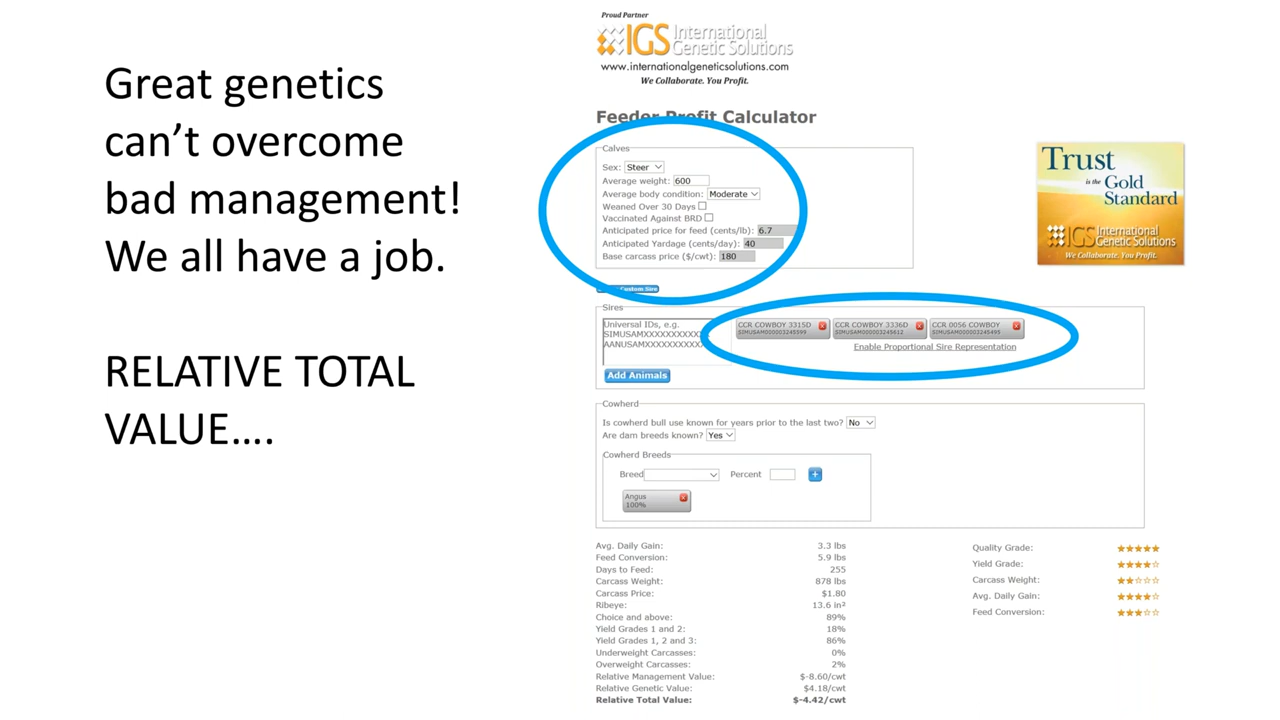 Great genetics
can’t overcome
bad management!
We all have a job.
RELATIVE TOTAL
VALUE….
Proud Partner
IGS International
Genetic Solutions
www.internationalgeneticsolutions.com
We Collaborate. You Profit.
Feeder Profit Calculator
Calves
Sex: Steer
Average weight: 600
Average body condition: Moderate
Weaned Over 30 Days
Vaccinated Against BRD
Anticipated price for feed (cents/lb): 6.7
Anticipated Yardage (cents/day): 40
Base carcass price ($/cwt): 180
Custom Sire
Sires
Universal IDs, e.g.
CCR COWBOY 3315D
SIMUSAM000003245599
CCR COWBOY 3336D
SIMUSAM000003245612
CCR 0056 COWBOY
SIMUSAM000003245495
Enable Proportional Sire Representation
Add Animals
Cowherd
Is cowherd bull use known for years prior to the last two? No
Are dam breeds known? Yes
Cowherd Breeds
Breed Percent +
Angus
100%
Avg. Daily Gain: 3.3 lbs
Feed Conversion: 5.9 lbs
Days to Feed: 255
Carcass Weight: 878 lbs
Carcass Price: $1.80
Ribeye: 13.6 in²
Choice and above: 89%
Yield Grades 1 and 2: 18%
Yield Grades 1, 2 and 3: 86%
Underweight Carcasses: 0%
Overweight Carcasses: 2%
Relative Management Value: $-8.60/cwt
Relative Genetic Value: $4.18/cwt
Relative Total Value: $-4.42/cwt
Quality Grade: ★★★★★
Yield Grade: ★★★★☆
Carcass Weight: ★★☆☆☆
Avg. Daily Gain: ★★★★☆
Feed Conversion: ★★★☆☆
Trust
is the Gold
Standard
IGS International
Genetic Solutions
We Collaborate. You Profit.